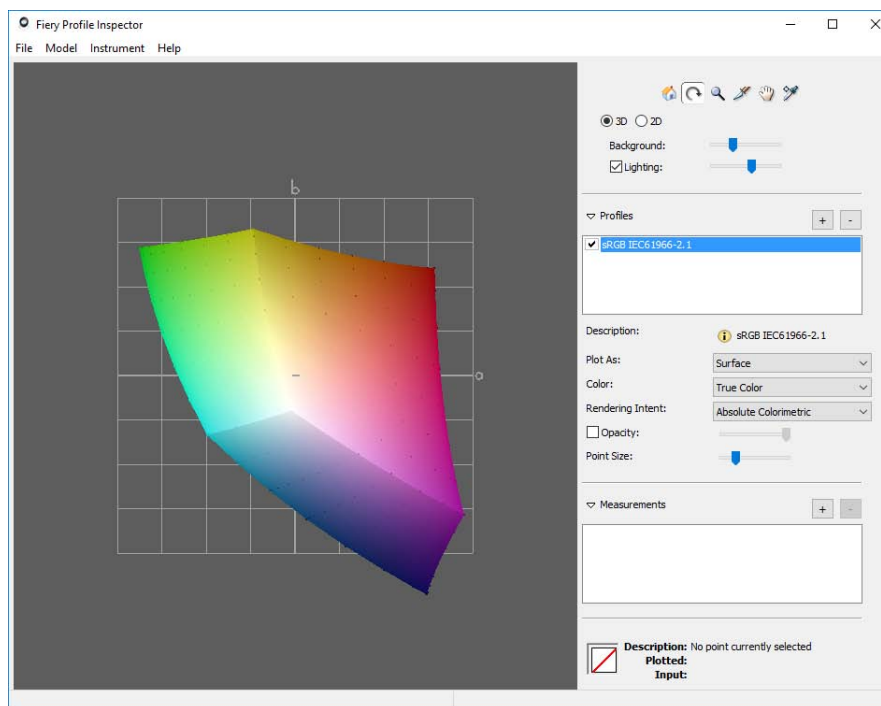 Fiery Profile Inspector
File Model Instrument Help
3D 2D
Background:
Lighting:
b
a
Profiles + -
sRGB IEC61966-2.1
Description: sRGB IEC61966-2.1
Plot As: Surface
Color: True Color
Rendering Intent: Absolute Colorimetric
Opacity:
Point Size:
Measurements + -
Description: No point currently selected
Plotted:
Input: